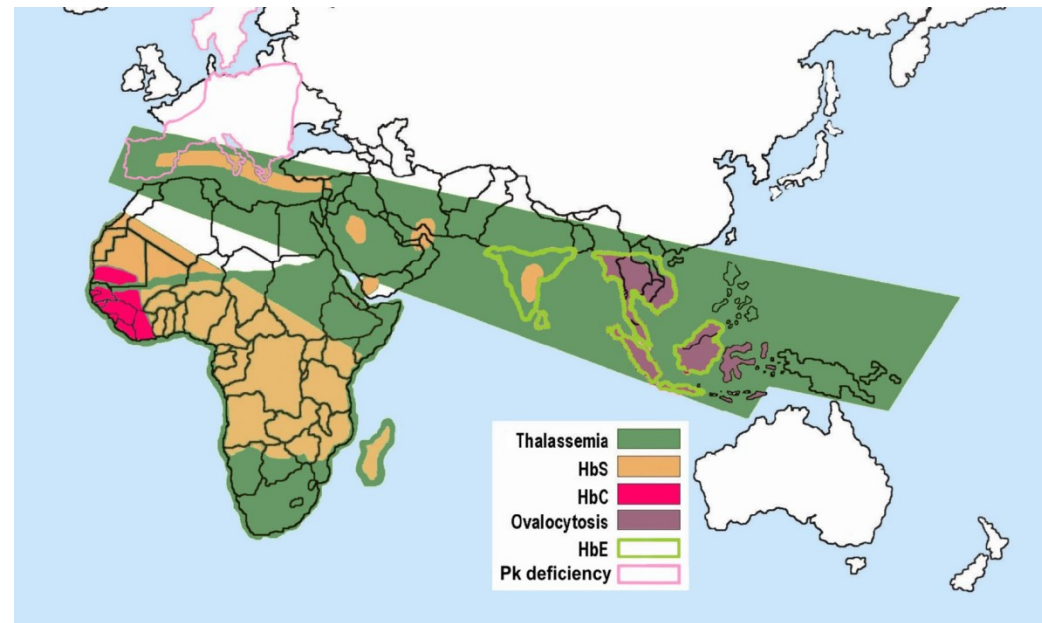 Thalassemia
HbS
HbC
Ovalocytosis
HbE
Pk deficiency